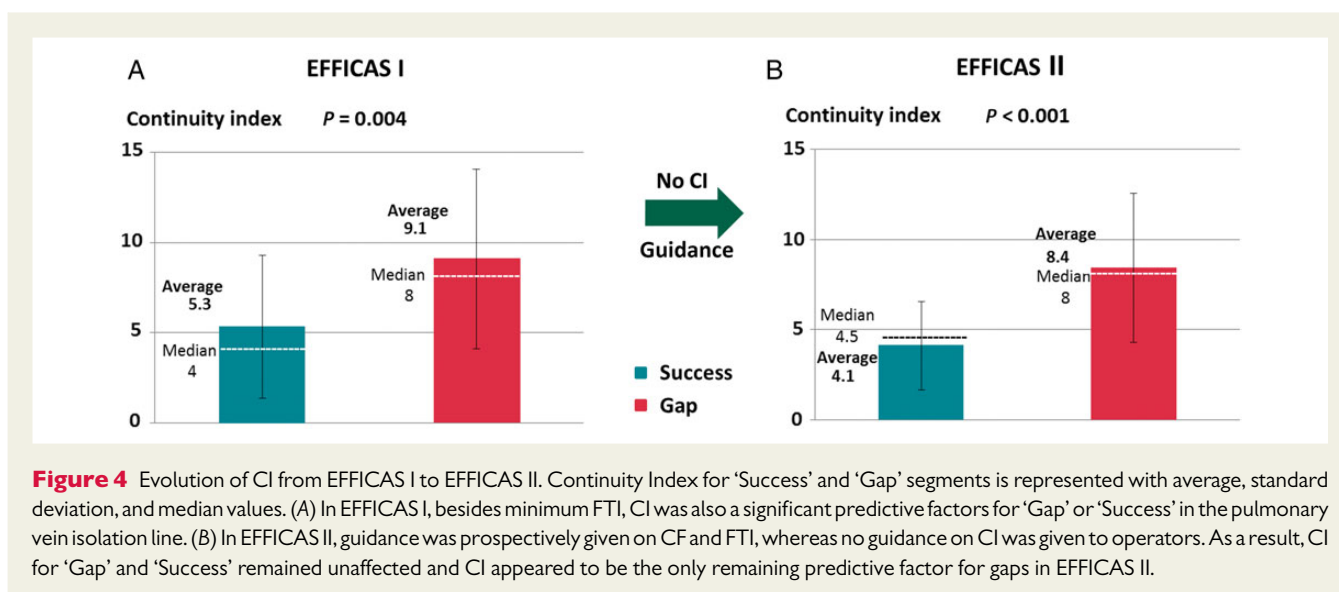 A
EFFICAS I
Continuity index P = 0.004
15
10
5
0
Average
5.3
Median
4
Average
9.1
Median
8
No CI
Guidance
Success
Gap
B
EFFICAS II
Continuity index P < 0.001
15
10
5
0
Median
4.5
Average
4.1
Average
8.4
Median
8
Figure 4 Evolution of CI from EFFICAS I to EFFICAS II. Continuity Index for ‘Success’ and ‘Gap’ segments is represented with average, standard
deviation, and median values. (A) In EFFICAS I, besides minimum FTI, CI was also a significant predictive factors for ‘Gap’ or ‘Success’ in the pulmonary
vein isolation line. (B) In EFFICAS II, guidance was prospectively given on CF and FTI, whereas no guidance on CI was given to operators. As a result, CI
for ‘Gap’ and ‘Success’ remained unaffected and CI appeared to be the only remaining predictive factor for gaps in EFFICAS II.